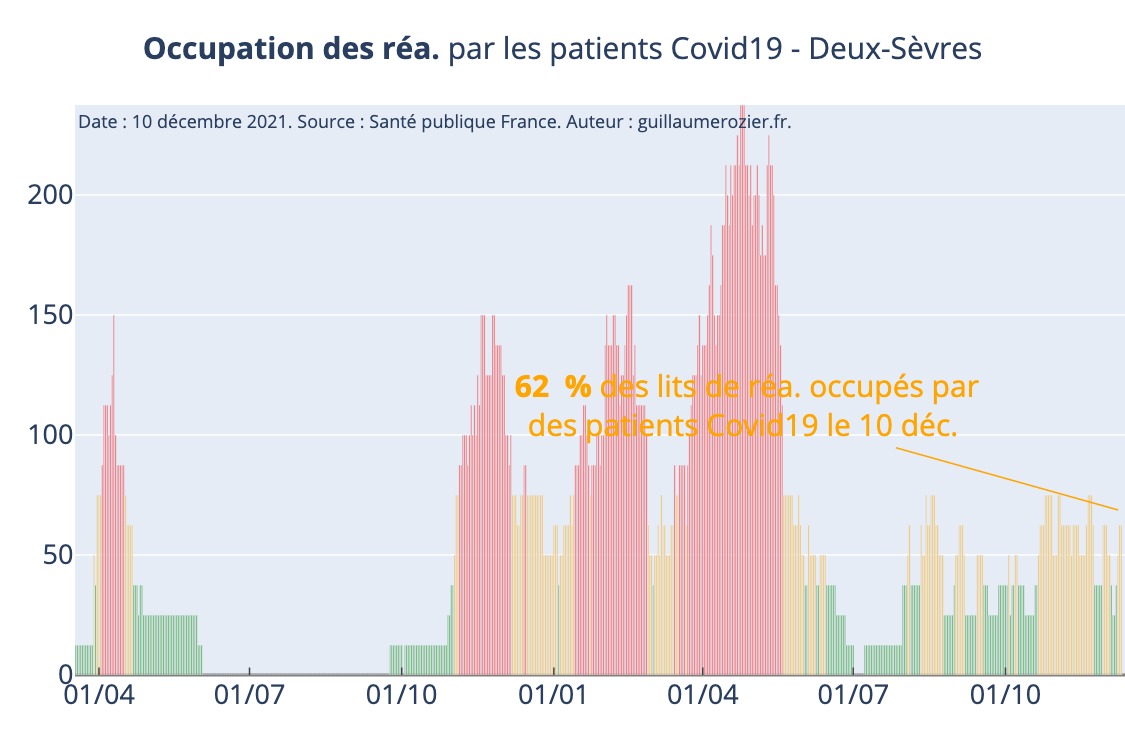 Occupation des réa. par les patients Covid19 - Deux-Sèvres
Date : 10 décembre 2021. Source : Santé publique France. Auteur : guillaumerozier.fr.
200
150
62  % des lits de réa. occupés par
des patients Covid19 le 10 déc.
100
50
0
01/04 01/07 01/10 01/01 01/04 01/07 01/10